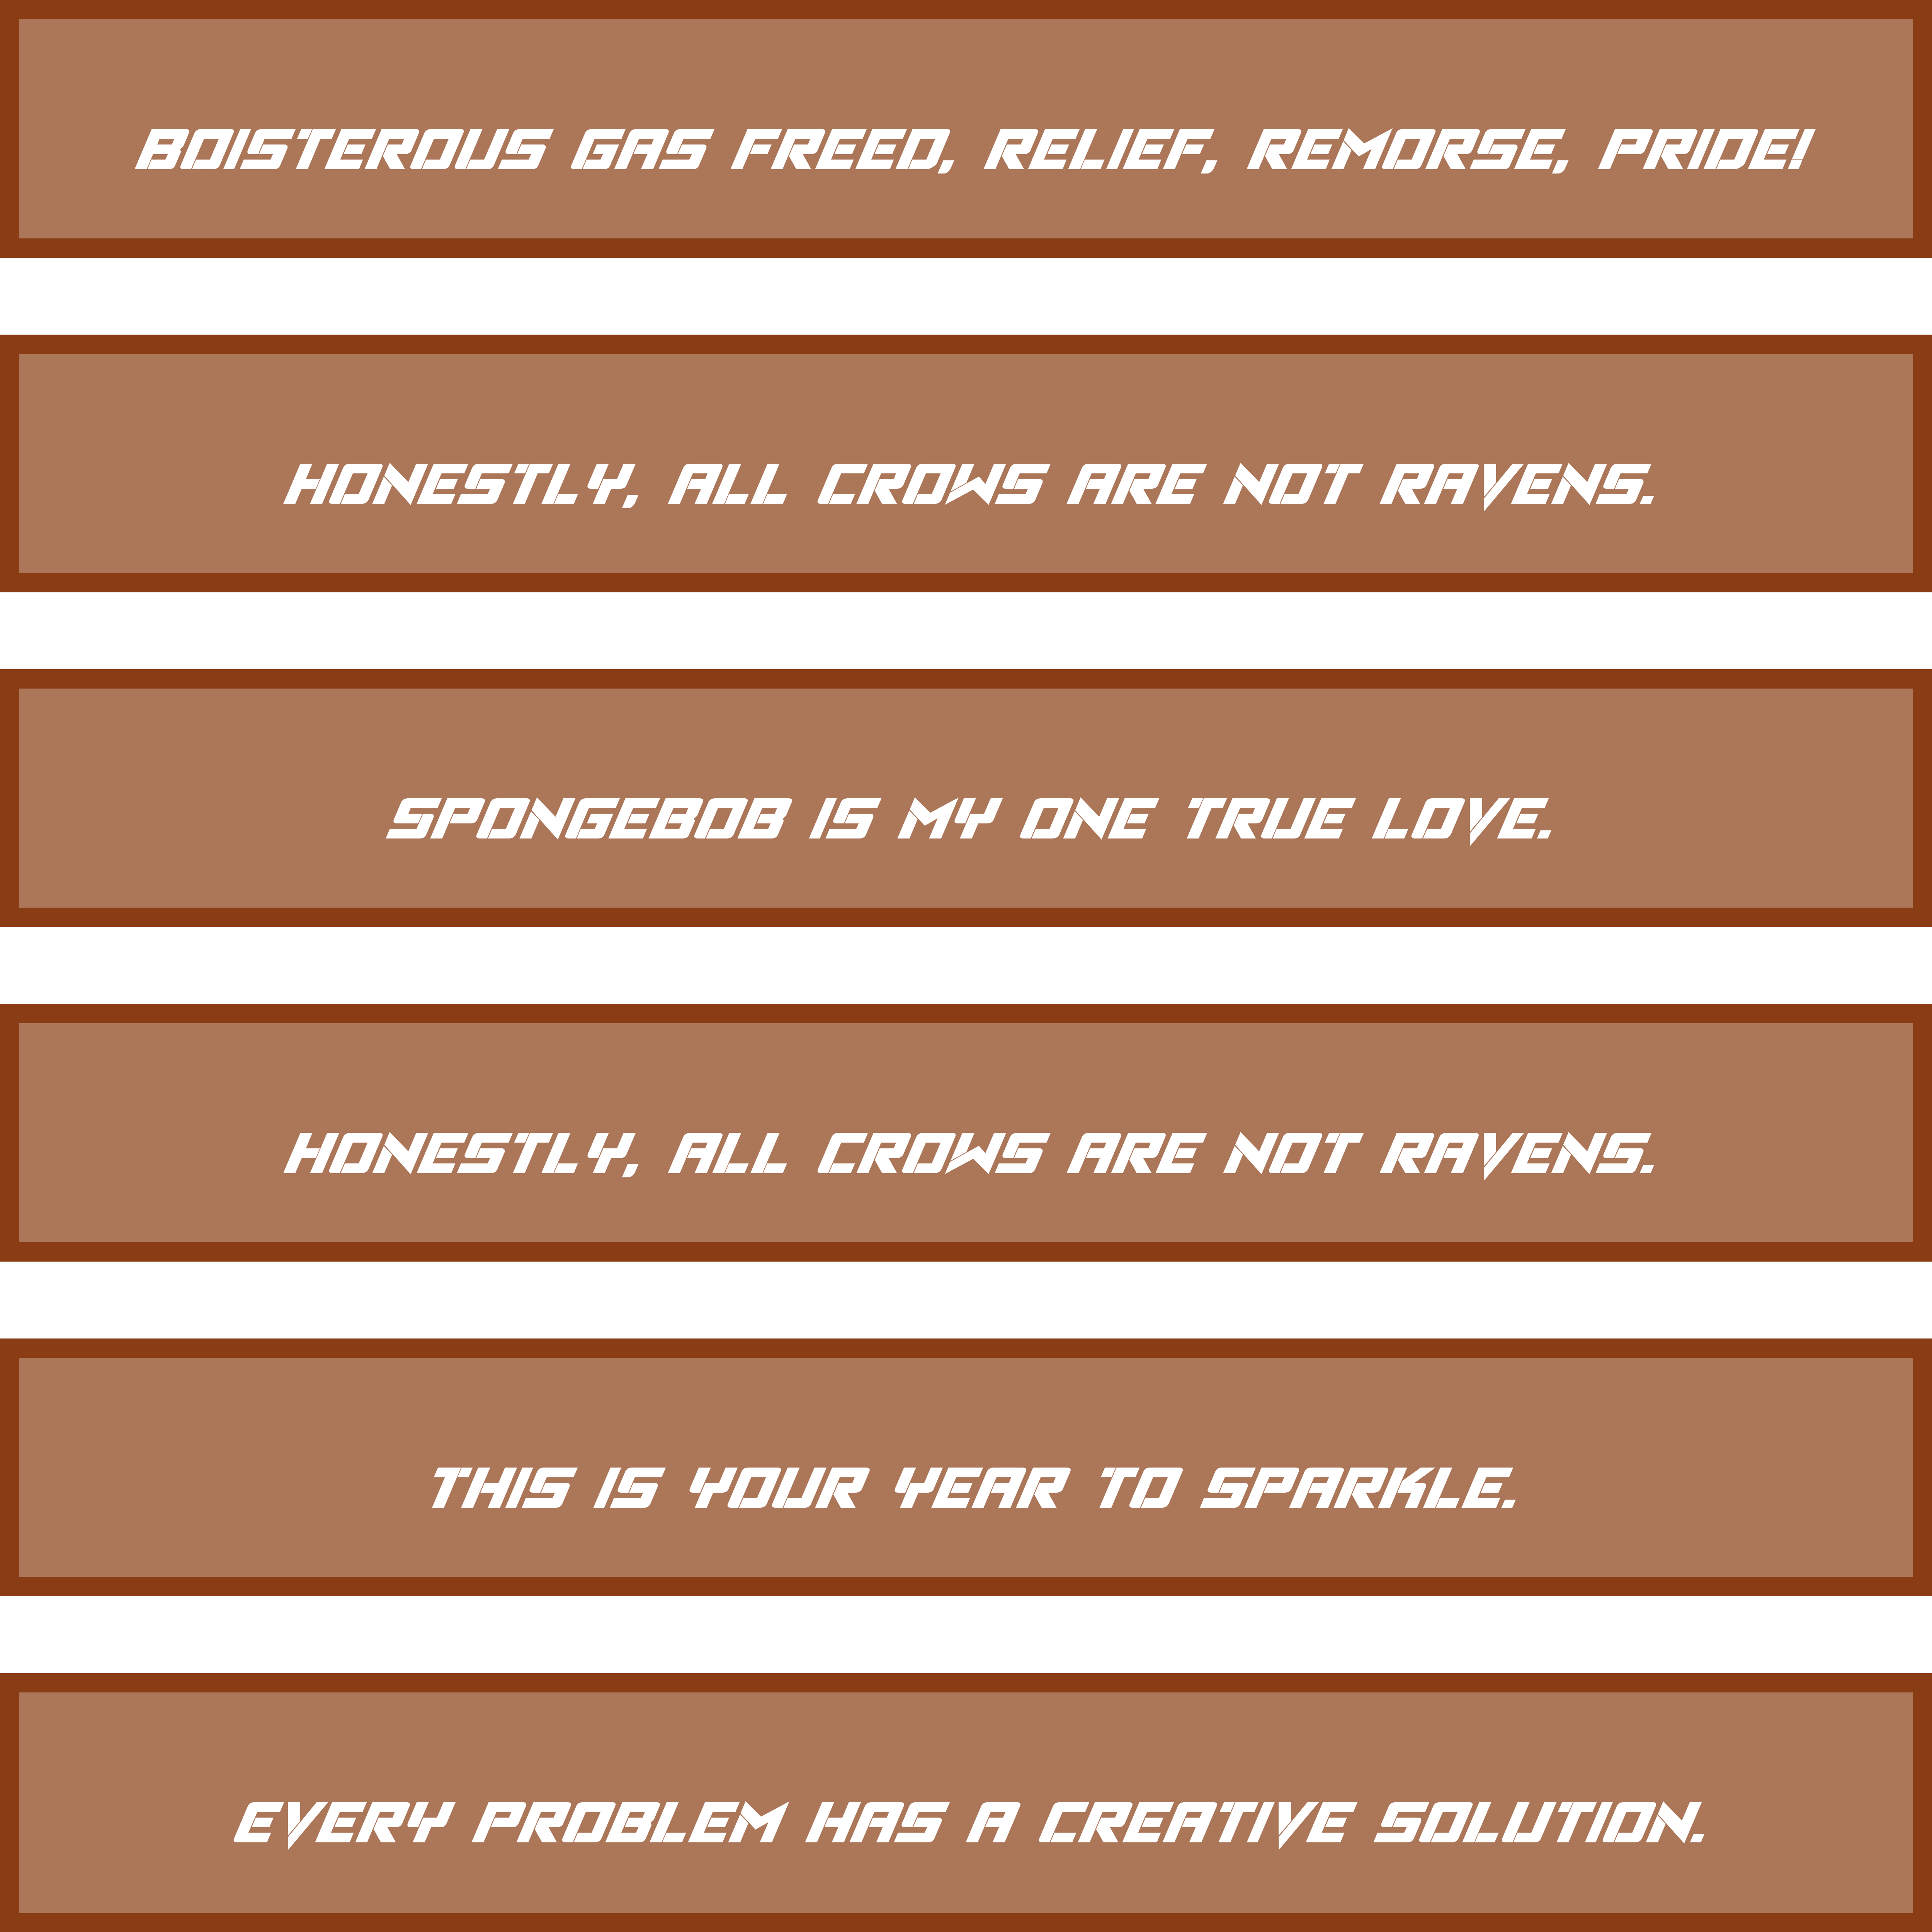 BOISTEROUS GAS FREED, RELIEF, REMORSE, PRIDE!
HONESTLY, ALL CROWS ARE NOT RAVENS.
SPONGEBOB IS MY ONE TRUE LOVE.
HONESTLY, ALL CROWS ARE NOT RAVENS.
THIS IS YOUR YEAR TO SPARKLE.
EVERY PROBLEM HAS A CREATIVE SOLUTION.